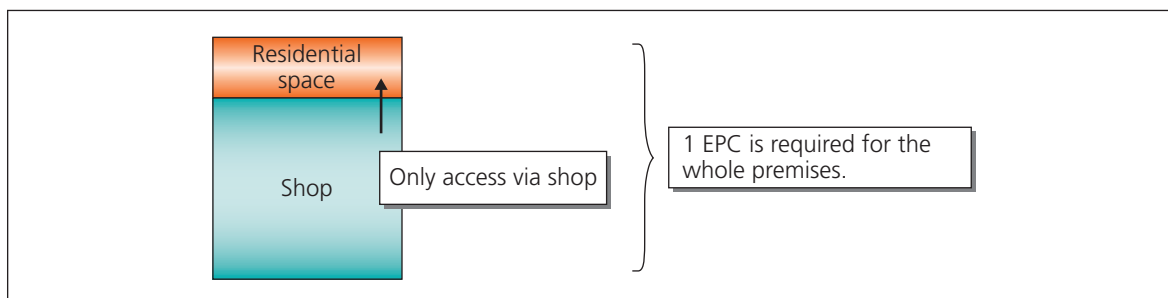 Residential
space
Shop
Only access via shop
1 EPC is required for the
whole premises.